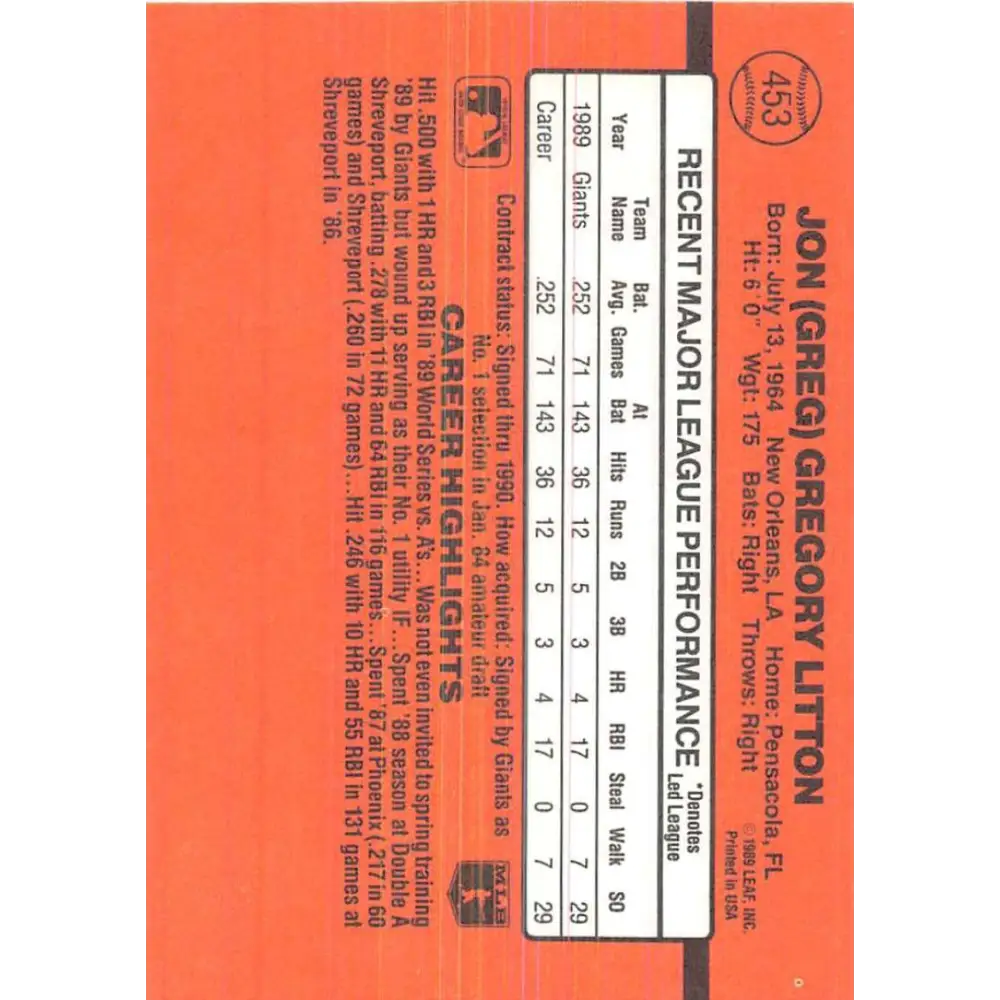 453
JON (GREG) GREGORY LITTON
Born: July 13, 1964 New Orleans, LA Home: Pensacola, FL
Ht: 6'0" Wgt: 175 Bats: Right Throws: Right
© 1989 LEAF, INC.
Printed in USA
RECENT MAJOR LEAGUE PERFORMANCE
*Denotes
Led League
Year Team Name Bat. Avg. Games At Bat Hits Runs 2B 3B HR RBI Steal Walk SO
1989 Giants .252 71 143 36 12 5 3 4 17 0 7 29
Career .252 71 143 36 12 5 3 4 17 0 7 29
Contract status: Signed thru 1990. How acquired: Signed by Giants as
No. 1 selection in Jan. 84 amateur draft
MLB
CAREER HIGHLIGHTS
Hit .500 with 1 HR and 3 RBI in '89 World Series vs. A's...Was not even invited to spring training
'89 by Giants but wound up serving as their No. 1 utility IF...Spent '88 season at Double A
Shreveport, batting .278 with 11 HR and 64 RBI in 116 games...Spent '87 at Phoenix (.217 in 60
games) and Shreveport (.260 in 72 games)...Hit .246 with 10 HR and 55 RBI in 131 games at
Shreveport in '86.